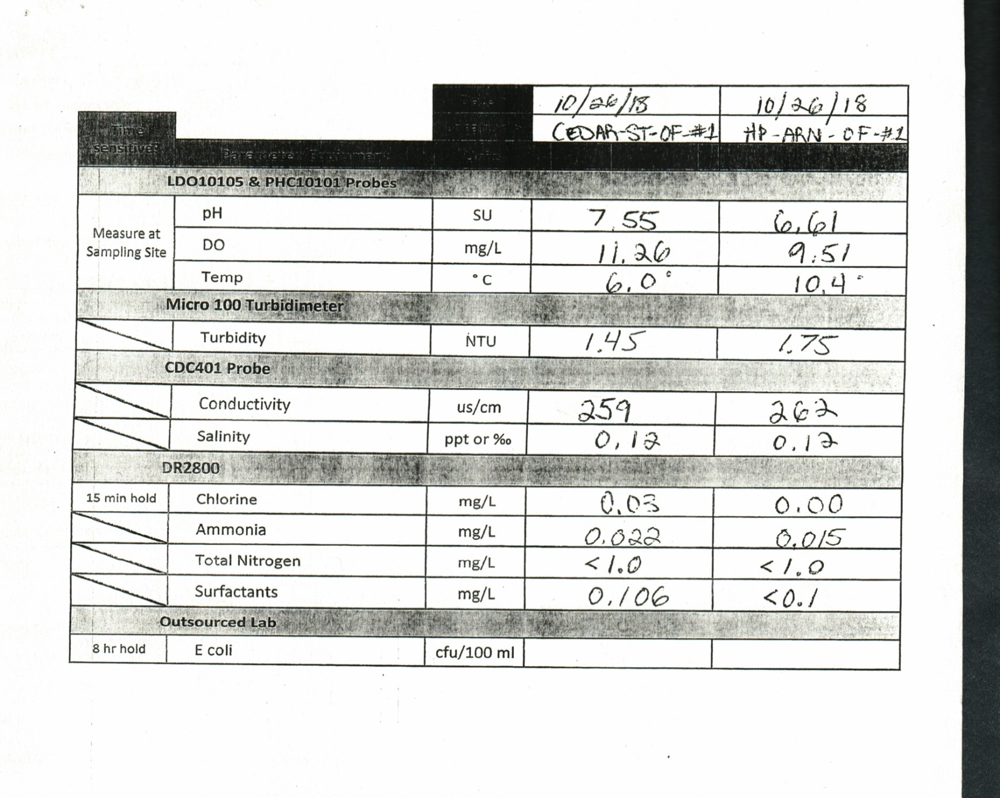 Date 10/26/18 10/26/18
CEDAR-ST-OF-#1 HP-ARN-OF-#1
Time
sensitive?
Parameter/Equipment Units
LDO10105 & PHC10101 Probes
Measure at
Sampling Site
pH SU 7.55 6.61
DO mg/L 11.26 9.51
Temp °C 6.0° 10.4°
Micro 100 Turbidimeter
Turbidity NTU 1.45 1.75
CDC401 Probe
Conductivity us/cm 259 262
Salinity ppt or ‰ 0.12 0.12
DR2800
15 min hold Chlorine mg/L 0.03 0.00
Ammonia mg/L 0.022 0.015
Total Nitrogen mg/L <1.0 <1.0
Surfactants mg/L 0.106 <0.1
Outsourced Lab
8 hr hold E coli cfu/100 ml